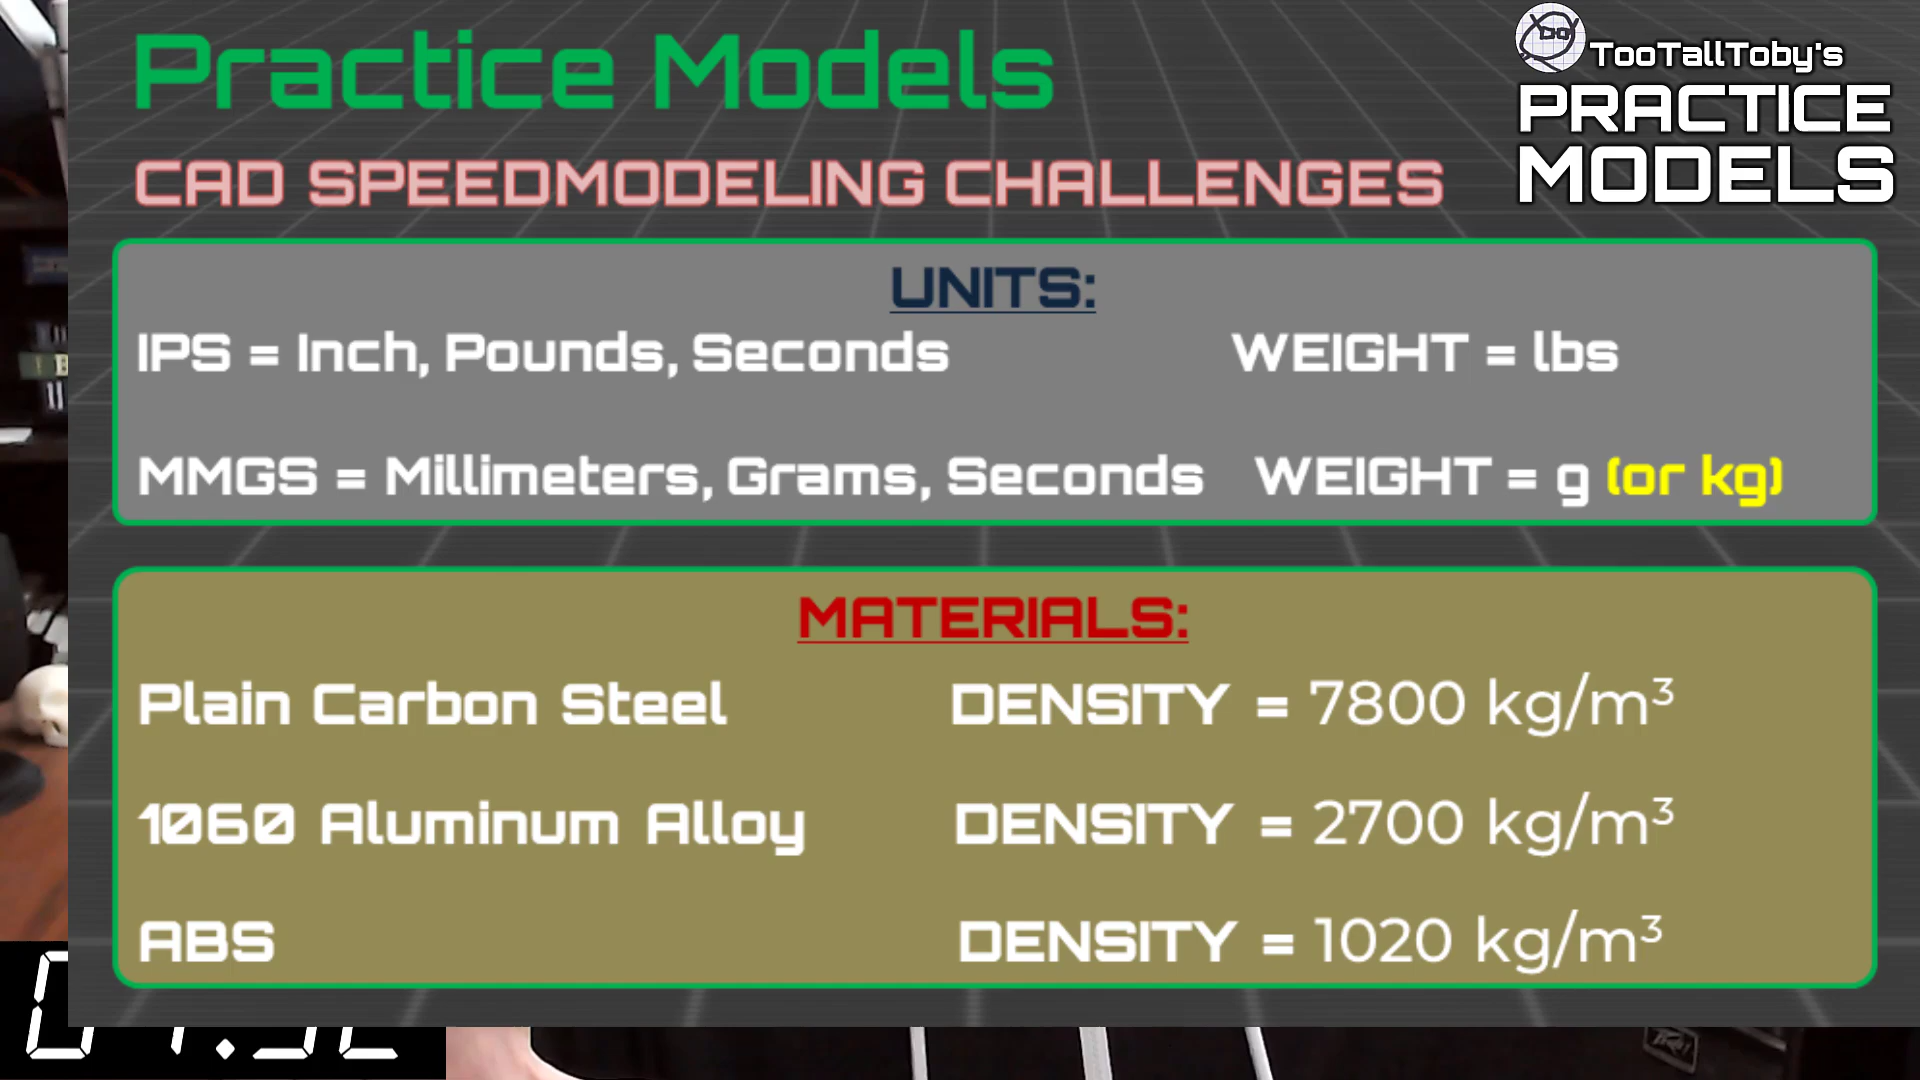 Practice Models
TooTallToby's
PRACTICE
MODELS
CAD SPEEDMODELING CHALLENGES
UNITS:
IPS = Inch, Pounds, Seconds WEIGHT = lbs
MMGS = Millimeters, Grams, Seconds WEIGHT = g (or kg)
MATERIALS:
Plain Carbon Steel DENSITY = 7800 kg/m³
1060 Aluminum Alloy DENSITY = 2700 kg/m³
ABS DENSITY = 1020 kg/m³